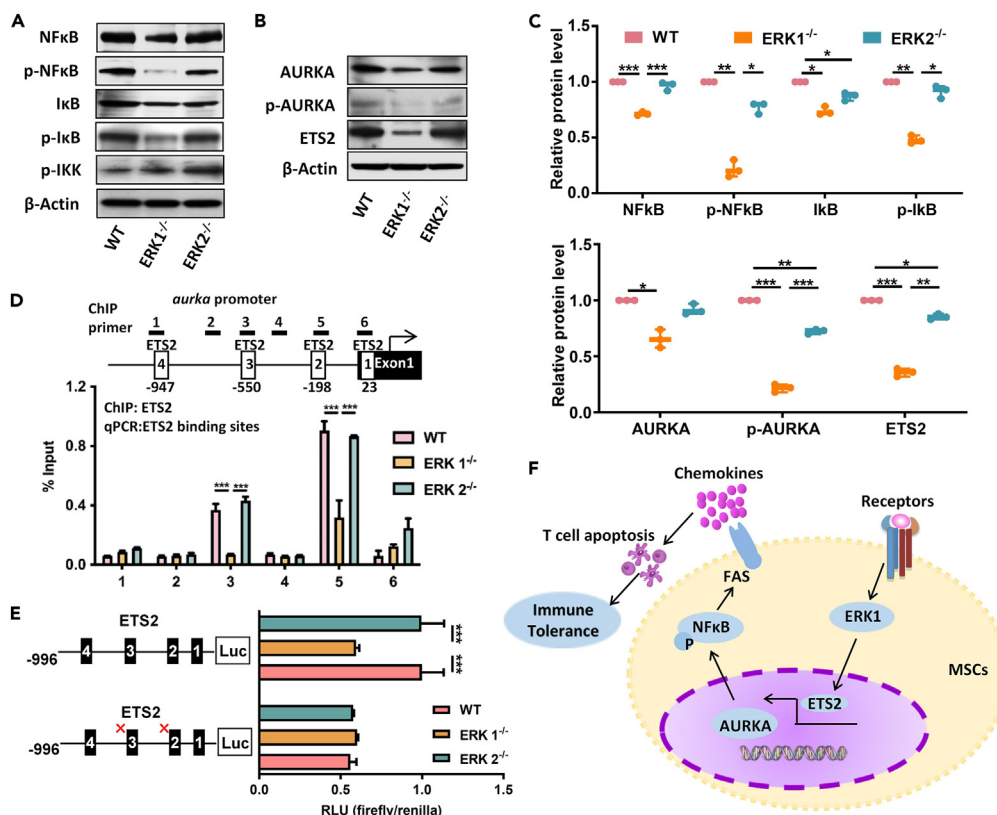 A
NFκB
p-NFκB
IκB
p-IκB
p-IKK
β-Actin
WT
ERK1-/-
ERK2-/-
B
AURKA
p-AURKA
ETS2
β-Actin
WT
ERK1-/-
ERK2-/-
C
WT ERK1-/- ERK2-/-
Relative protein level
1.5
1.0
0.5
0.0
*** *** ** * * * ** *
NFkB p-NFkB IkB p-IkB
Relative protein level
1.5
1.0
0.5
0.0
* ** *** *** * *** **
AURKA p-AURKA ETS2
D
aurka promoter
ChIP primer
1 2 3 4 5 6
ETS2 ETS2 ETS2 ETS2
4 3 2 1 Exon1
-947 -550 -198 23
ChIP: ETS2
qPCR:ETS2 binding sites
WT
ERK 1-/-
ERK 2-/-
% Input
1.2
0.8
0.4
0.0
*** *** *** ***
1 2 3 4 5 6
E
ETS2
-996 4 3 2 1 Luc
ETS2
-996 4 3 2 1 Luc
*** ***
WT
ERK 1-/-
ERK 2-/-
0.0 0.5 1.0 1.5
RLU (firefly/renilla)
F
Chemokines
Receptors
T cell apoptosis
FAS
Immune
Tolerance
NFκB
P
ERK1
MSCs
ETS2
AURKA